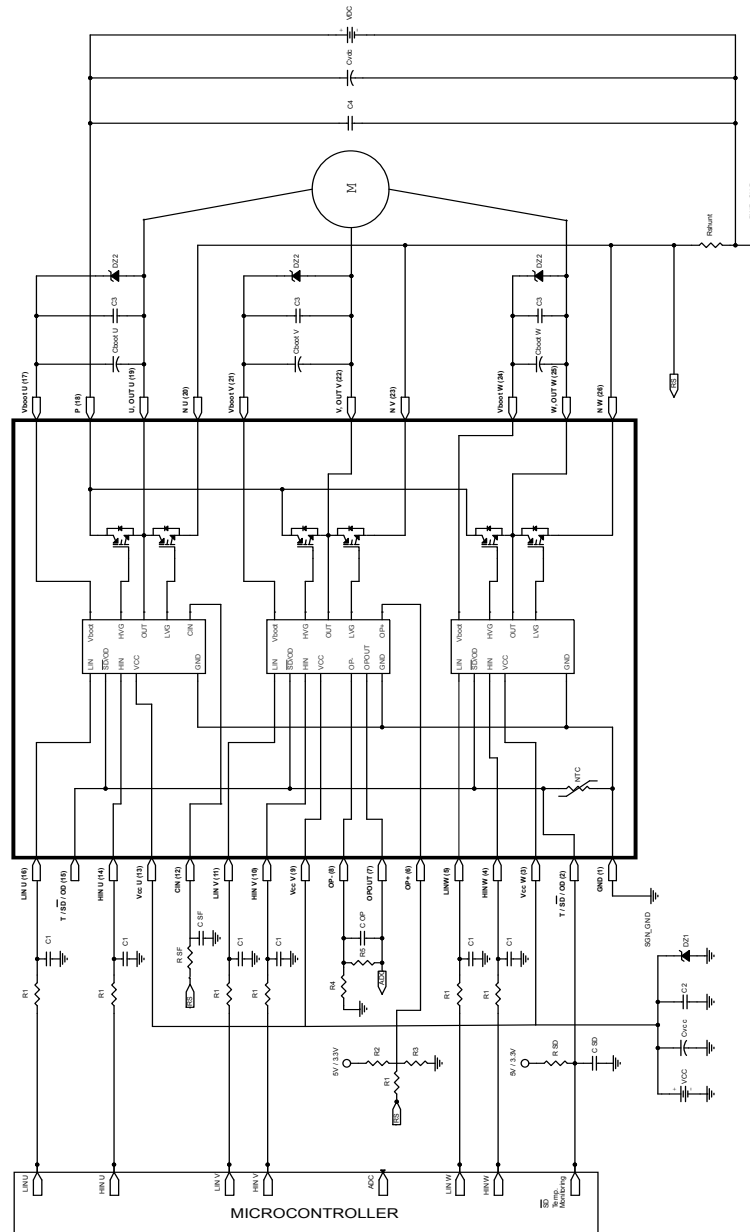 VDC
Cvdc
C4
M
Rshunt
RS
DZ2
C3
Cboot U
DZ2
C3
Cboot V
DZ2
C3
Cboot W
Vboot U (17)
P (18)
U, OUT U (19)
N U (20)
Vboot V (21)
V, OUT V (22)
N V (23)
Vboot W (24)
W, OUT W (25)
N W (26)
Vboot
HVG
OUT
LVG
CIN
LIN
SD/OD
HIN
VCC
GND
Vboot
HVG
OUT
LVG
OP+
LIN
SD/OD
HIN
VCC
OP-
OPOUT
GND
Vboot
HVG
OUT
LVG
LIN
SD/OD
HIN
VCC
GND
NTC
LIN U (16)
T / SD / OD (15)
HIN U (14)
Vcc U (13)
CIN (12)
LIN V (11)
HIN V (10)
Vcc V (9)
OP- (8)
OPOUT (7)
OP+ (6)
LINW (5)
HIN W (4)
Vcc W (3)
T / SD / OD (2)
GND (1)
C1
C1
C SF
C1
C1
C OP
C1
C1
SGN_GND
DZ1
R1
R1
R SF
RS
R1
R1
R4
R5
ADC
R1
R1
C2
5V / 3.3V
R2
R3
R1
RS
5V / 3.3V
R SD
C SD
Cvcc
VCC
LIN U
HIN U
LIN V
HIN V
ADC
LIN W
HIN W
SD
Temp.
Monitoring
MICROCONTROLLER